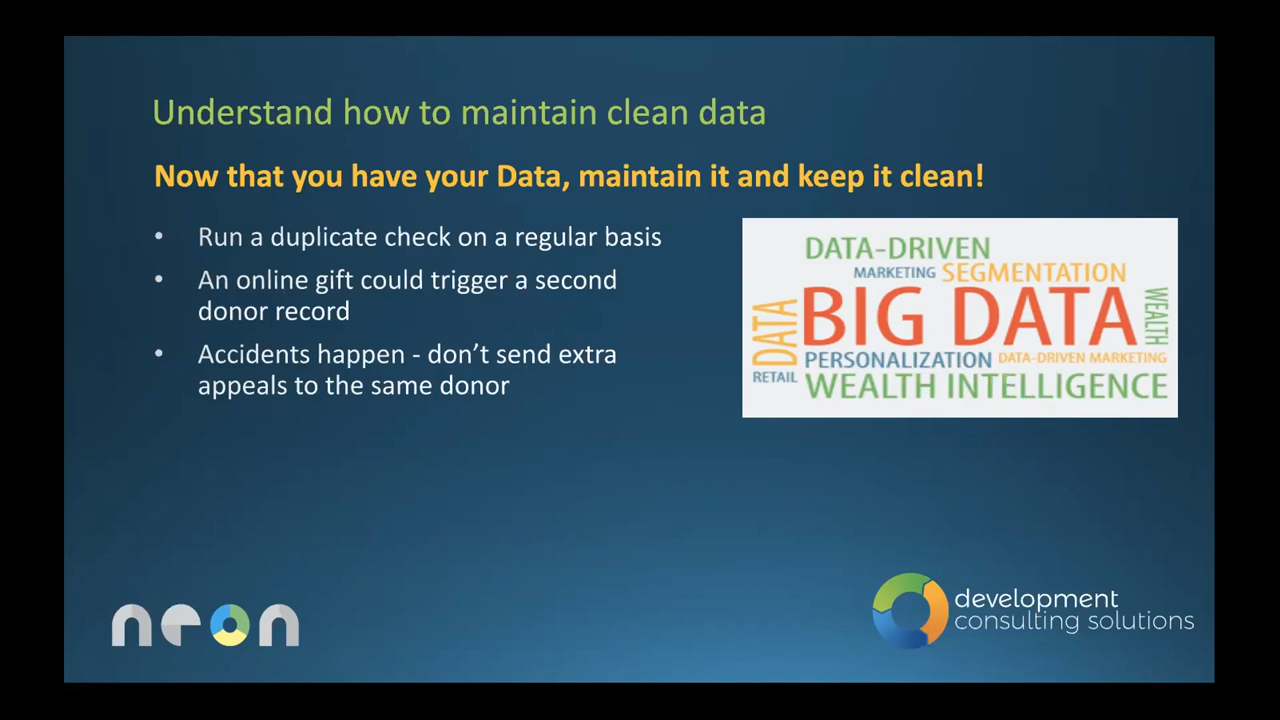 Understand how to maintain clean data
Now that you have your Data, maintain it and keep it clean!
• Run a duplicate check on a regular basis
• An online gift could trigger a second
donor record
• Accidents happen - don’t send extra
appeals to the same donor
DATA-DRIVEN
MARKETING SEGMENTATION
DATA
BIG DATA
WEALTH
PERSONALIZATION DATA-DRIVEN MARKETING
RETAIL
WEALTH INTELLIGENCE
neon
development
consulting solutions